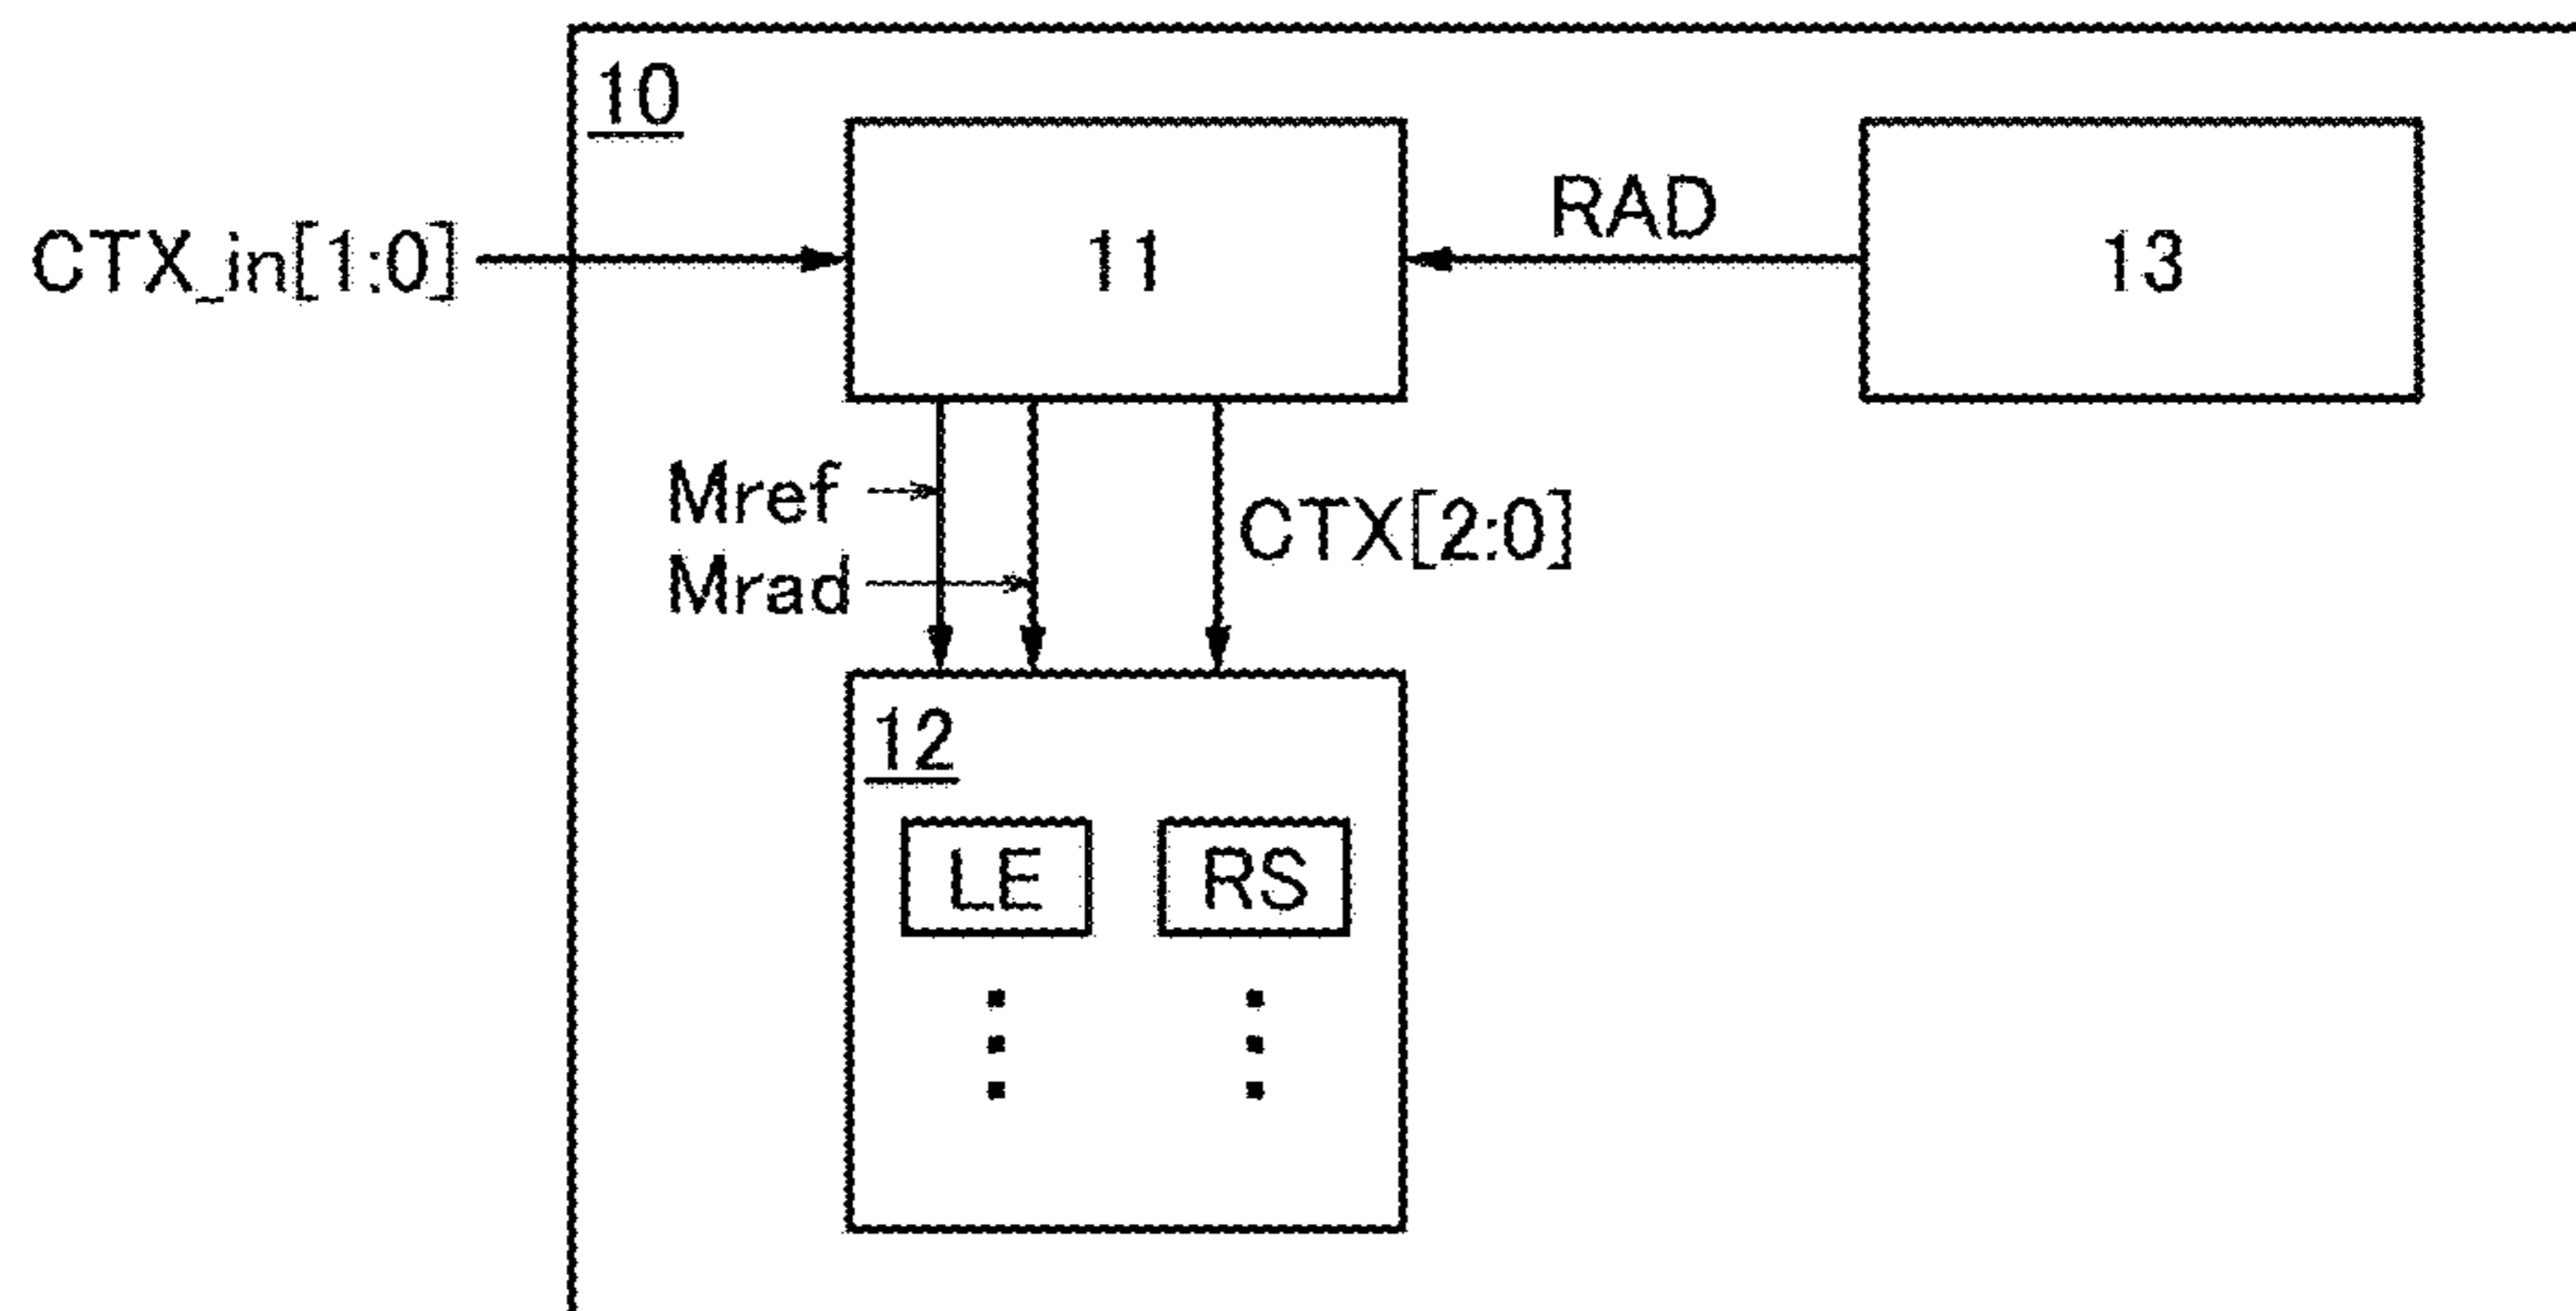 10
CTX_in[1:0]
11
RAD
13
Mref
Mrad
CTX[2:0]
12
LE
RS